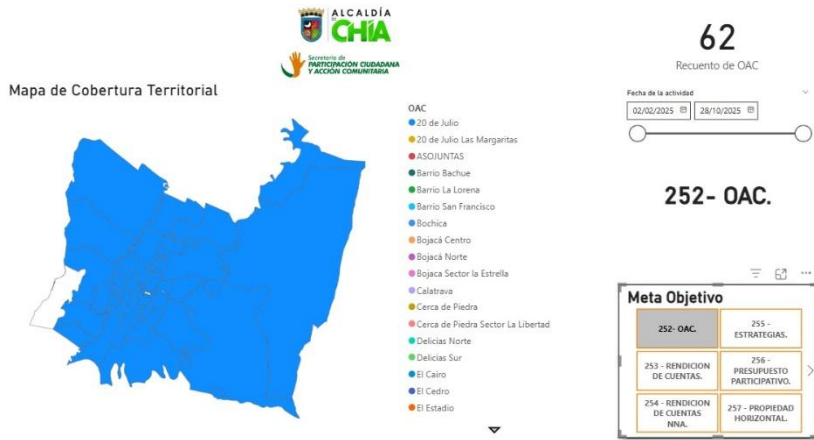 ALCALDÍA
DE CHÍA
Secretaría de
PARTICIPACIÓN CIUDADANA
Y ACCIÓN COMUNITARIA
Mapa de Cobertura Territorial
OAC
20 de Julio
20 de Julio Las Margaritas
ASOJUNTAS
Barrio Bachue
Barrio La Lorena
Barrio San Francisco
Bochica
Bojacá Centro
Bojacá Norte
Bojaca Sector la Estrella
Calatrava
Cerca de Piedra
Cerca de Piedra Sector La Libertad
Delicias Norte
Delicias Sur
El Cairo
El Cedro
El Estadio
62
Recuento de OAC
Fecha de la actividad
02/02/2025 28/10/2025
252- OAC.
Meta Objetivo
252- OAC.
255 -
ESTRATEGIAS.
253 - RENDICION
DE CUENTAS.
256 -
PRESUPUESTO
PARTICIPATIVO.
254 - RENDICION
DE CUENTAS
NNA.
257 - PROPIEDAD
HORIZONTAL.